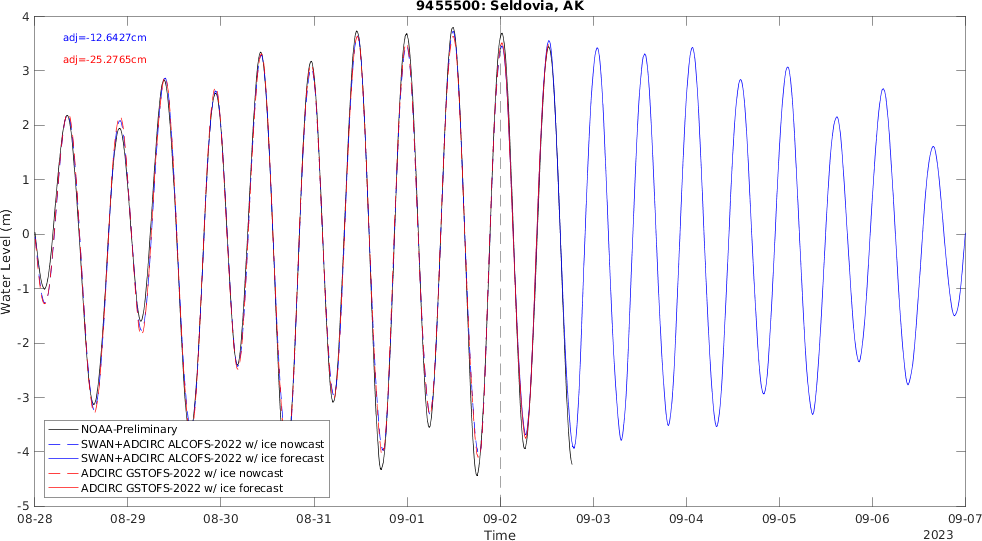 9455500: Seldovia, AK
adj=-12.6427cm
adj=-25.2765cm
4
3
2
1
0
-1
-2
-3
-4
-5
Water Level (m)
NOAA-Preliminary
SWAN+ADCIRC ALCOFS-2022 w/ ice nowcast
SWAN+ADCIRC ALCOFS-2022 w/ ice forecast
ADCIRC GSTOFS-2022 w/ ice nowcast
ADCIRC GSTOFS-2022 w/ ice forecast
08-28 08-29 08-30 08-31 09-01 09-02 09-03 09-04 09-05 09-06 09-07
Time
2023